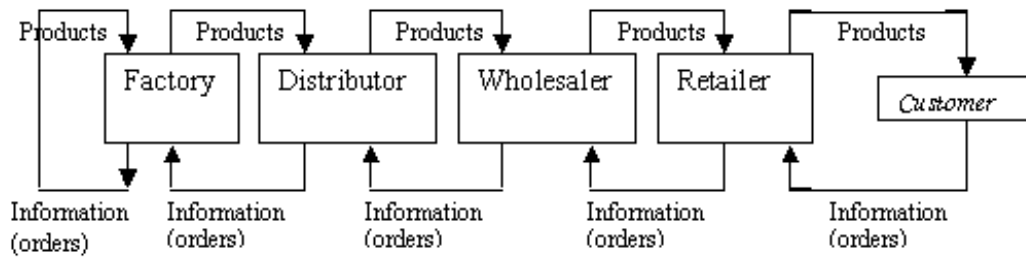 Products
Products
Products
Products
Products
Factory
Distributor
Wholesaler
Retailer
Customer
Information
(orders)
Information
(orders)
Information
(orders)
Information
(orders)
Information
(orders)